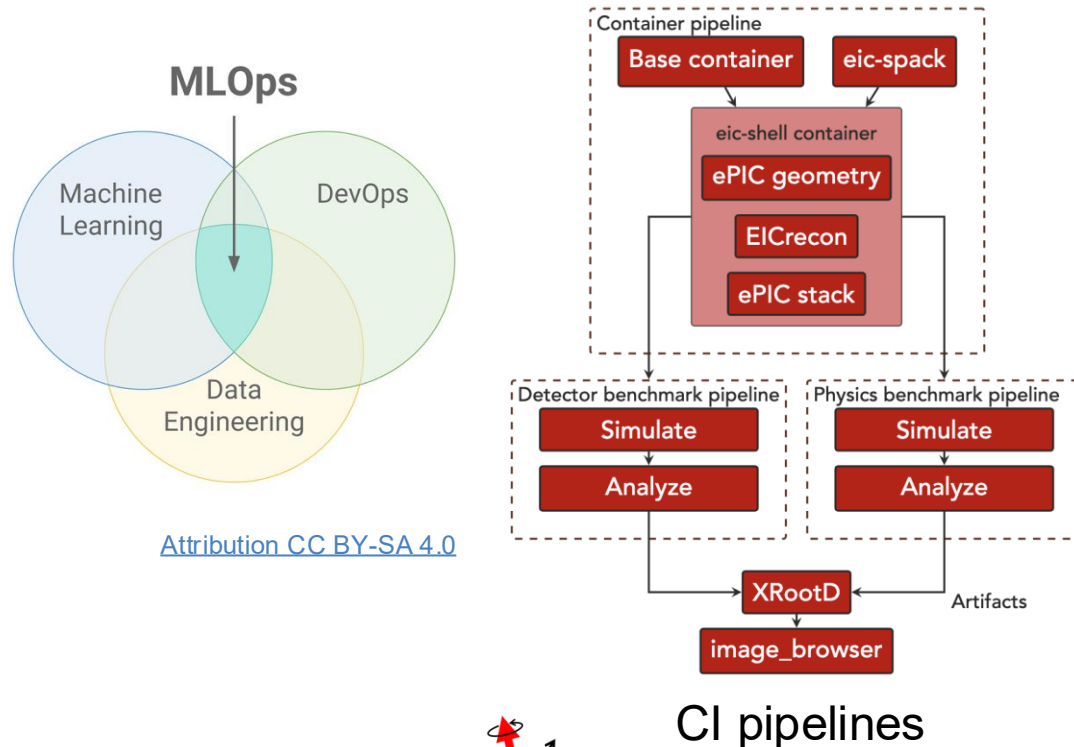 MLOps
Machine
Learning
DevOps
Data
Engineering
Attribution CC BY-SA 4.0
Container pipeline
Base container
eic-spack
eic-shell container
ePIC geometry
EICrecon
ePIC stack
Detector benchmark pipeline
Physics benchmark pipeline
Simulate
Simulate
Analyze
Analyze
XRootD
Artifacts
image_browser
CI pipelines